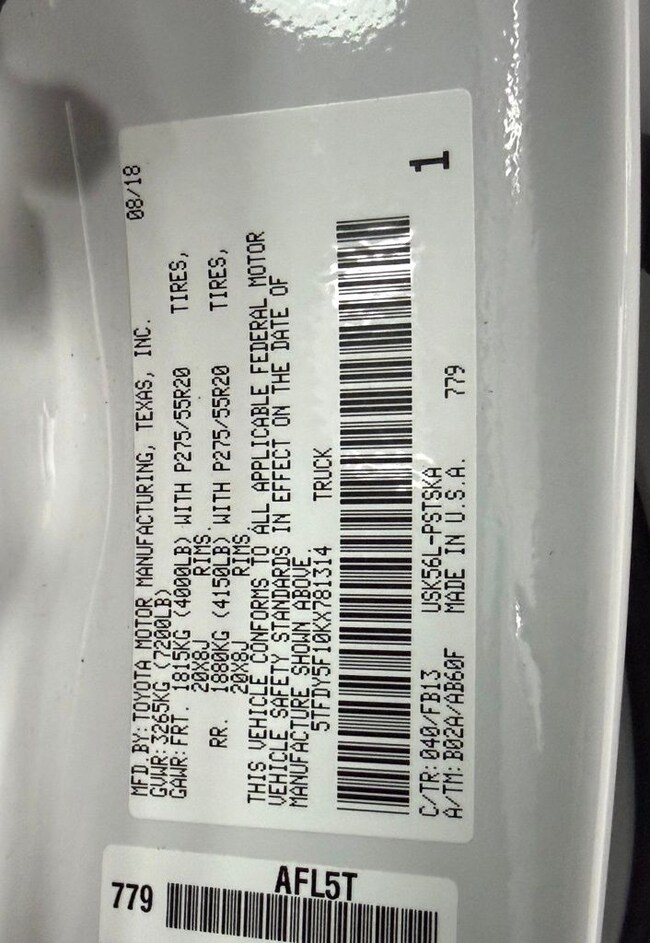 MFD. BY: TOYOTA MOTOR MANUFACTURING, TEXAS, INC. 08/18
GVWR: 3265KG (7200LB)
GAWR: FRT. 1815KG (4000LB) WITH P275/55R20 TIRES,
20X8J RIMS.
RR. 1880KG (4150LB) WITH P275/55R20 TIRES,
20X8J RIMS.
THIS VEHICLE CONFORMS TO ALL APPLICABLE FEDERAL MOTOR
VEHICLE SAFETY STANDARDS IN EFFECT ON THE DATE OF
MANUFACTURE SHOWN ABOVE.
5TFDY5F10KX781314 TRUCK
C/TR: 040/FB13 USK56L-PSTSKA 779
A/TM: B02A/AB60F MADE IN U.S.A.
1
779
AFL5T